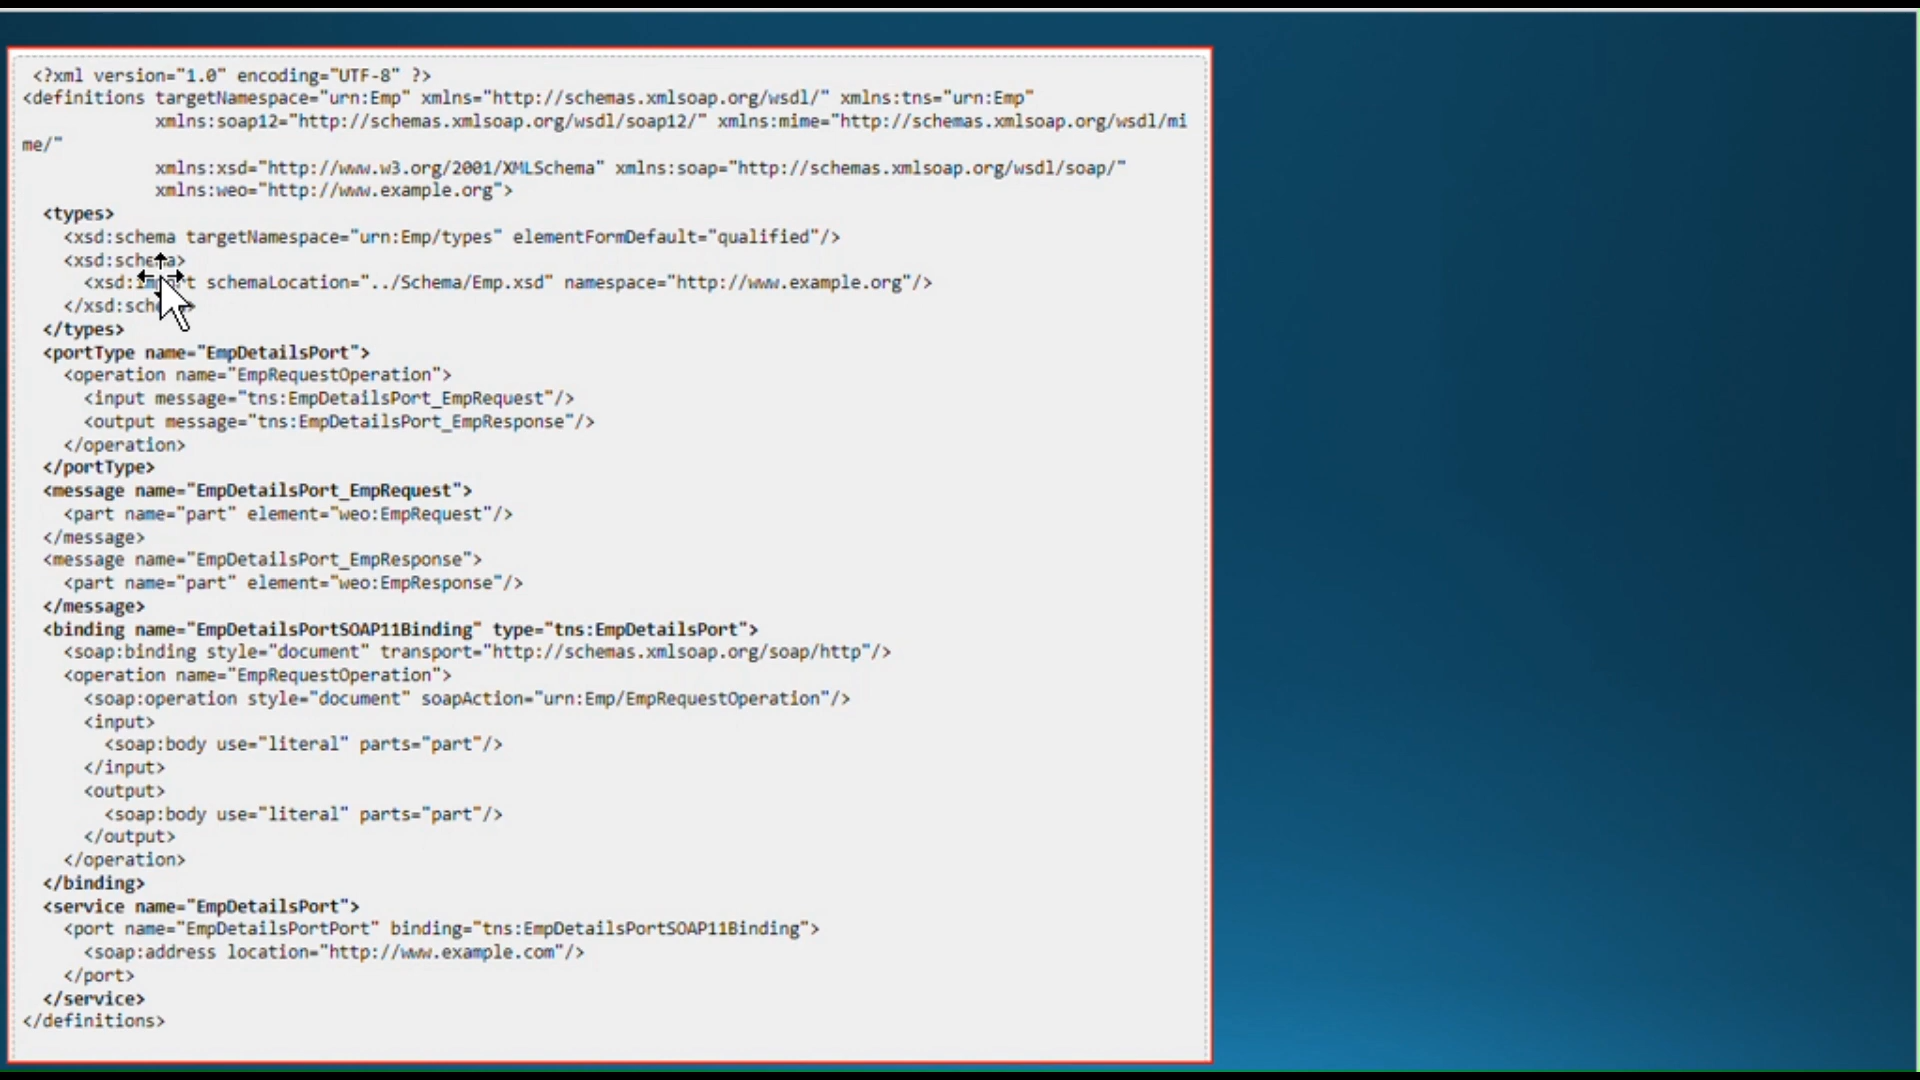 <?xml version="1.0" encoding="UTF-8" ?>
<definitions targetNamespace="urn:Emp" xmlns="http://schemas.xmlsoap.org/wsdl/" xmlns:tns="urn:Emp"
xmlns:soap12="http://schemas.xmlsoap.org/wsdl/soap12/" xmlns:mime="http://schemas.xmlsoap.org/wsdl/mi
me/"
xmlns:xsd="http://www.w3.org/2001/XMLSchema" xmlns:soap="http://schemas.xmlsoap.org/wsdl/soap/"
xmlns:weo="http://www.example.org">
<types>
<xsd:schema targetNamespace="urn:Emp/types" elementFormDefault="qualified"/>
<xsd:schema>
<xsd:import schemaLocation="../Schema/Emp.xsd" namespace="http://www.example.org"/>
</xsd:schema>
</types>
<portType name="EmpDetailsPort">
<operation name="EmpRequestOperation">
<input message="tns:EmpDetailsPort_EmpRequest"/>
<output message="tns:EmpDetailsPort_EmpResponse"/>
</operation>
</portType>
<message name="EmpDetailsPort_EmpRequest">
<part name="part" element="weo:EmpRequest"/>
</message>
<message name="EmpDetailsPort_EmpResponse">
<part name="part" element="weo:EmpResponse"/>
</message>
<binding name="EmpDetailsPortSOAP11Binding" type="tns:EmpDetailsPort">
<soap:binding style="document" transport="http://schemas.xmlsoap.org/soap/http"/>
<operation name="EmpRequestOperation">
<soap:operation style="document" soapAction="urn:Emp/EmpRequestOperation"/>
<input>
<soap:body use="literal" parts="part"/>
</input>
<output>
<soap:body use="literal" parts="part"/>
</output>
</operation>
</binding>
<service name="EmpDetailsPort">
<port name="EmpDetailsPortPort" binding="tns:EmpDetailsPortSOAP11Binding">
<soap:address location="http://www.example.com"/>
</port>
</service>
</definitions>